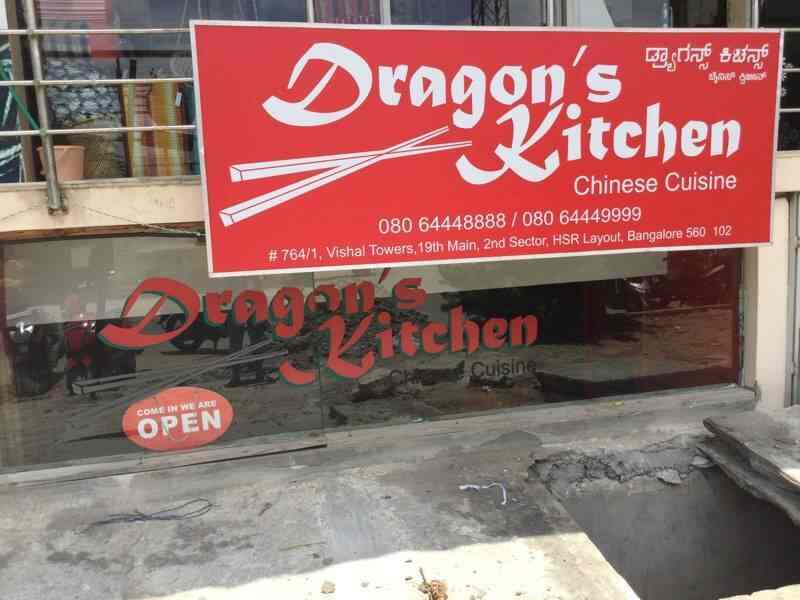 Dragon's
Kitchen
ಡ್ರ್ಯಾಗನ್ಸ್ ಕಿಚನ್ಸ್
ಚೈನಿಸ್ ಕ್ವಿಜಾನ್
Chinese Cuisine
080 64448888 / 080 64449999
# 764/1, Vishal Towers,19th Main, 2nd Sector, HSR Layout, Bangalore 560 102
Dragon's
Kitchen
Chinese Cuisine
COME IN WE ARE
OPEN